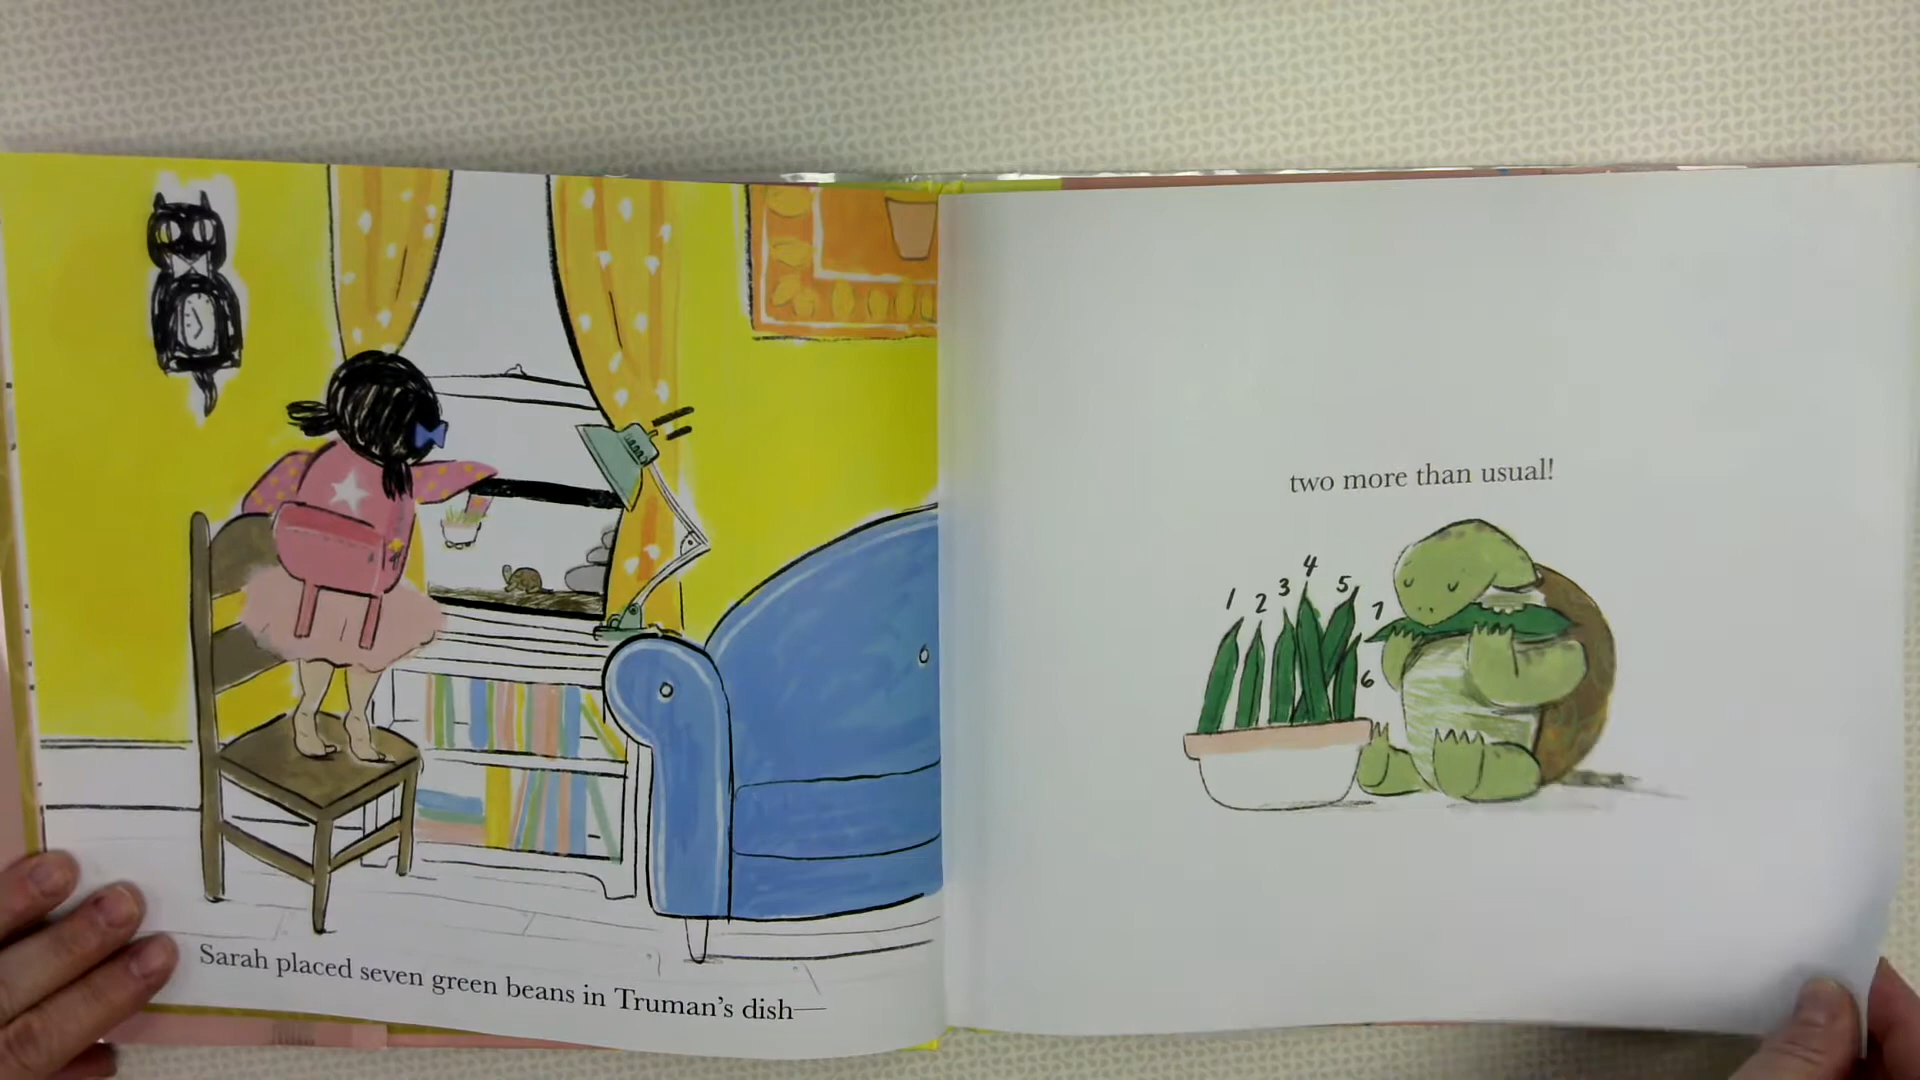 Sarah placed seven green beans in Truman's dish—
two more than usual!
1 2 3 4 5 7
6